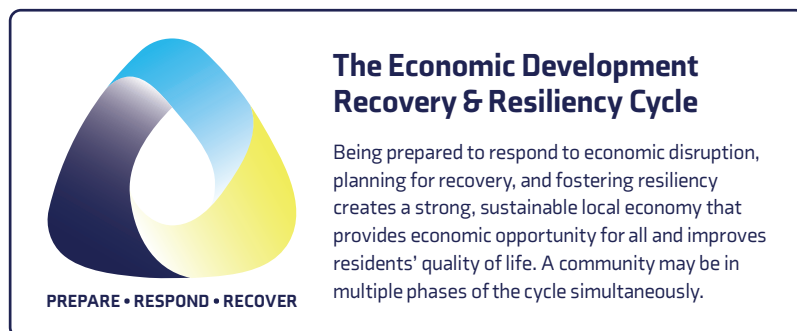 The Economic Development
Recovery & Resiliency Cycle
Being prepared to respond to economic disruption,
planning for recovery, and fostering resiliency
creates a strong, sustainable local economy that
provides economic opportunity for all and improves
residents’ quality of life. A community may be in
multiple phases of the cycle simultaneously.
PREPARE • RESPOND • RECOVER